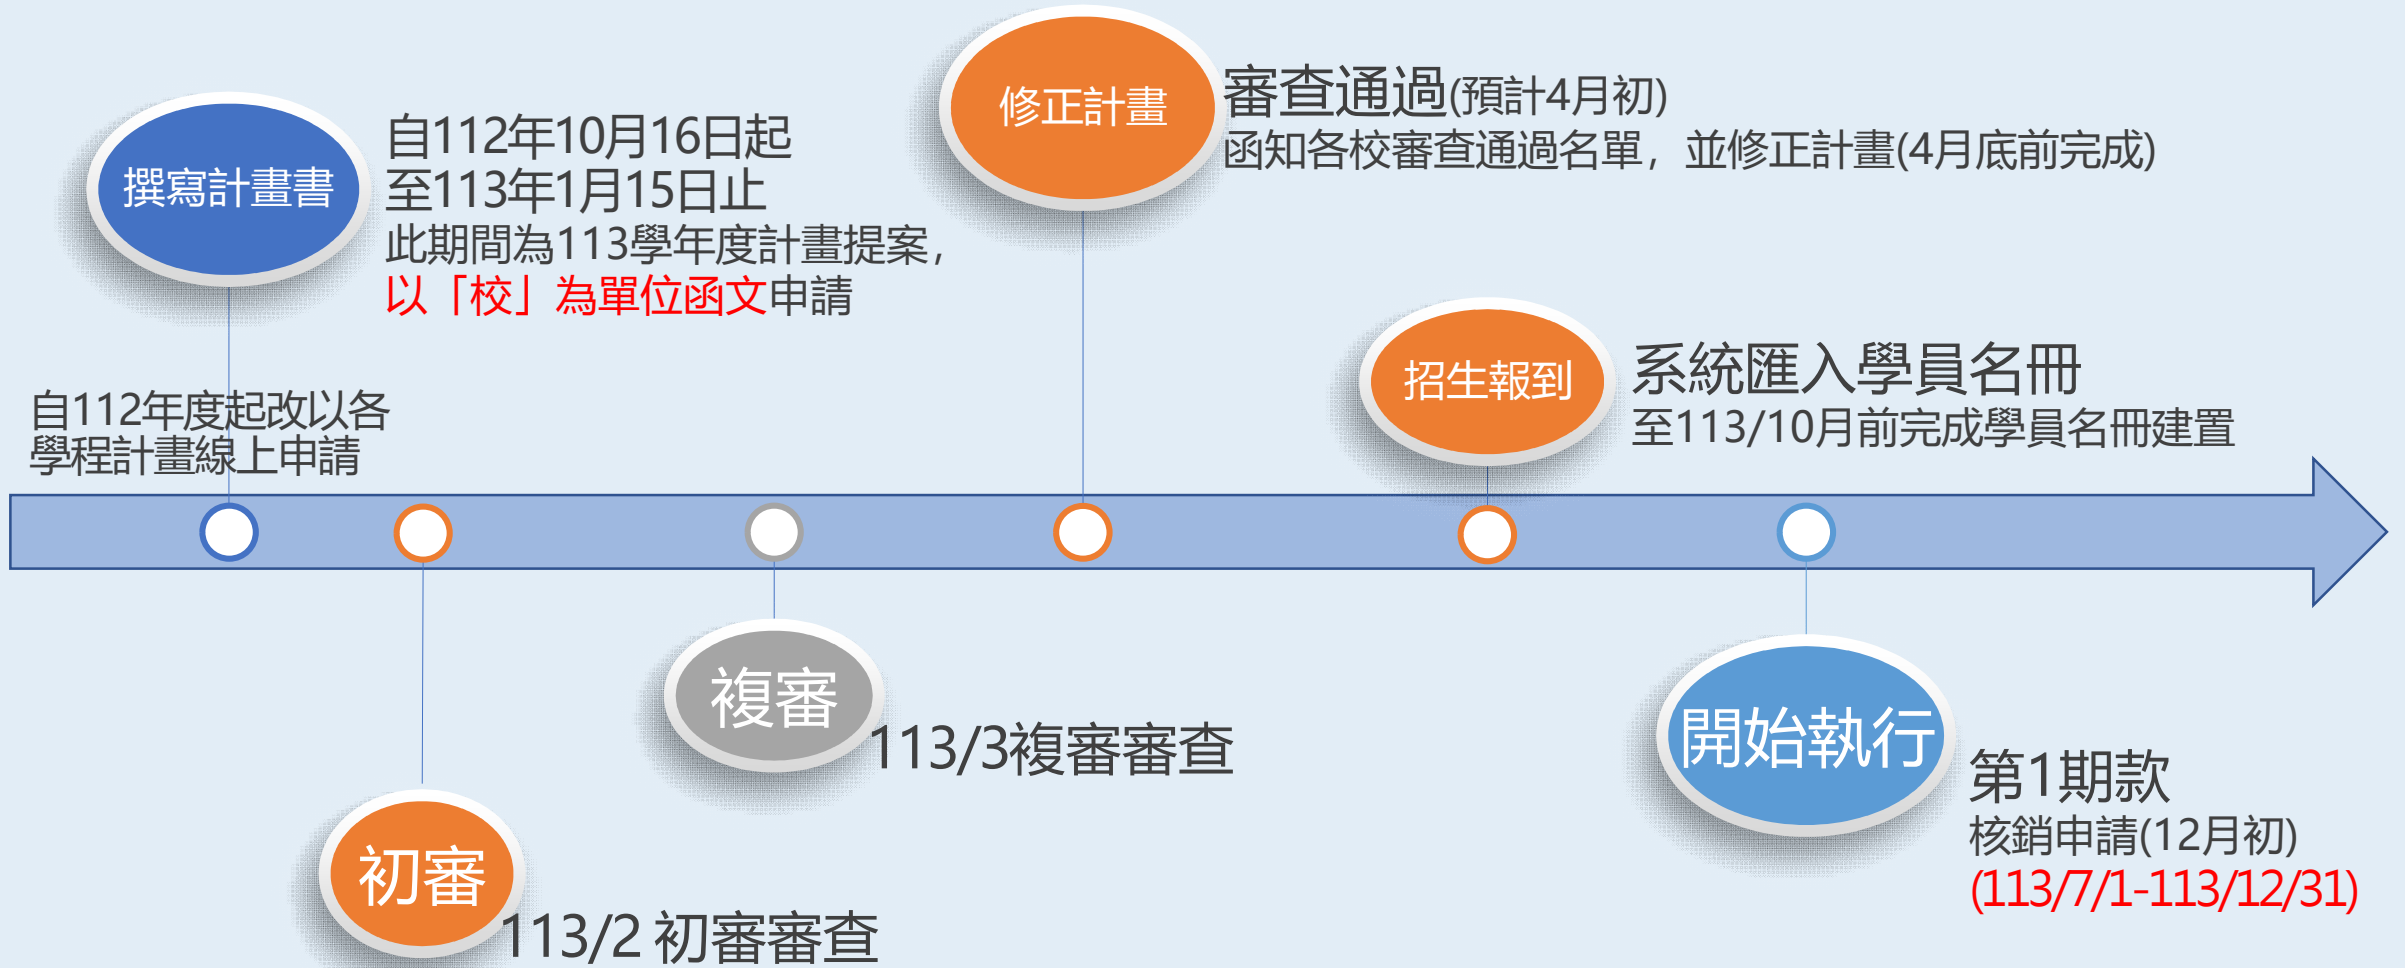 撰寫計畫書
自112年10月16日起
至113年1月15日止
此期間為113學年度計畫提案，
以「校」為單位函文申請
自112年度起改以各
學程計畫線上申請
初審
113/2 初審審查
複審
113/3複審審查
修正計畫
審查通過(預計4月初)
函知各校審查通過名單，並修正計畫(4月底前完成)
招生報到
系統匯入學員名冊
至113/10月前完成學員名冊建置
開始執行
第1期款
核銷申請(12月初)
(113/7/1-113/12/31)